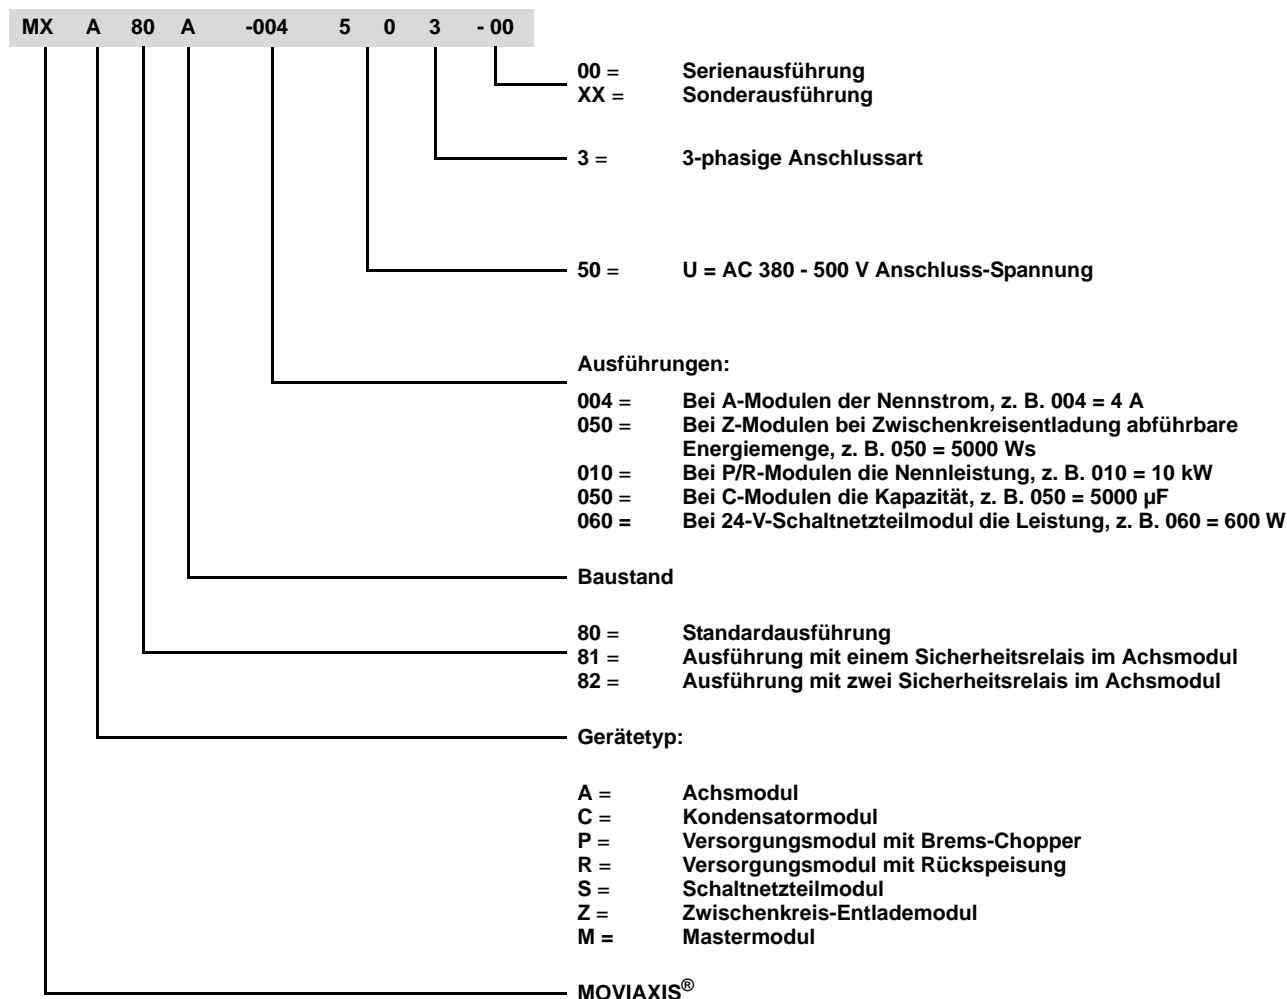 MX A 80 A -004 5 0 3 - 00
00 = Serienausführung
XX = Sonderausführung
3 = 3-phasige Anschlussart
50 = U = AC 380 - 500 V Anschluss-Spannung
Ausführungen:
004 = Bei A-Modulen der Nennstrom, z. B. 004 = 4 A
050 = Bei Z-Modulen bei Zwischenkreisentladung abführbare
Energiemenge, z. B. 050 = 5000 Ws
010 = Bei P/R-Modulen die Nennleistung, z. B. 010 = 10 kW
050 = Bei C-Modulen die Kapazität, z. B. 050 = 5000 µF
060 = Bei 24-V-Schaltnetzteilmodul die Leistung, z. B. 060 = 600 W
Baustand
80 = Standardausführung
81 = Ausführung mit einem Sicherheitsrelais im Achsmodul
82 = Ausführung mit zwei Sicherheitsrelais im Achsmodul
Gerätetyp:
A = Achsmodul
C = Kondensatormodul
P = Versorgungsmodul mit Brems-Chopper
R = Versorgungsmodul mit Rückspeisung
S = Schaltnetzteilmodul
Z = Zwischenkreis-Entlademodul
M = Mastermodul
MOVIAXIS®